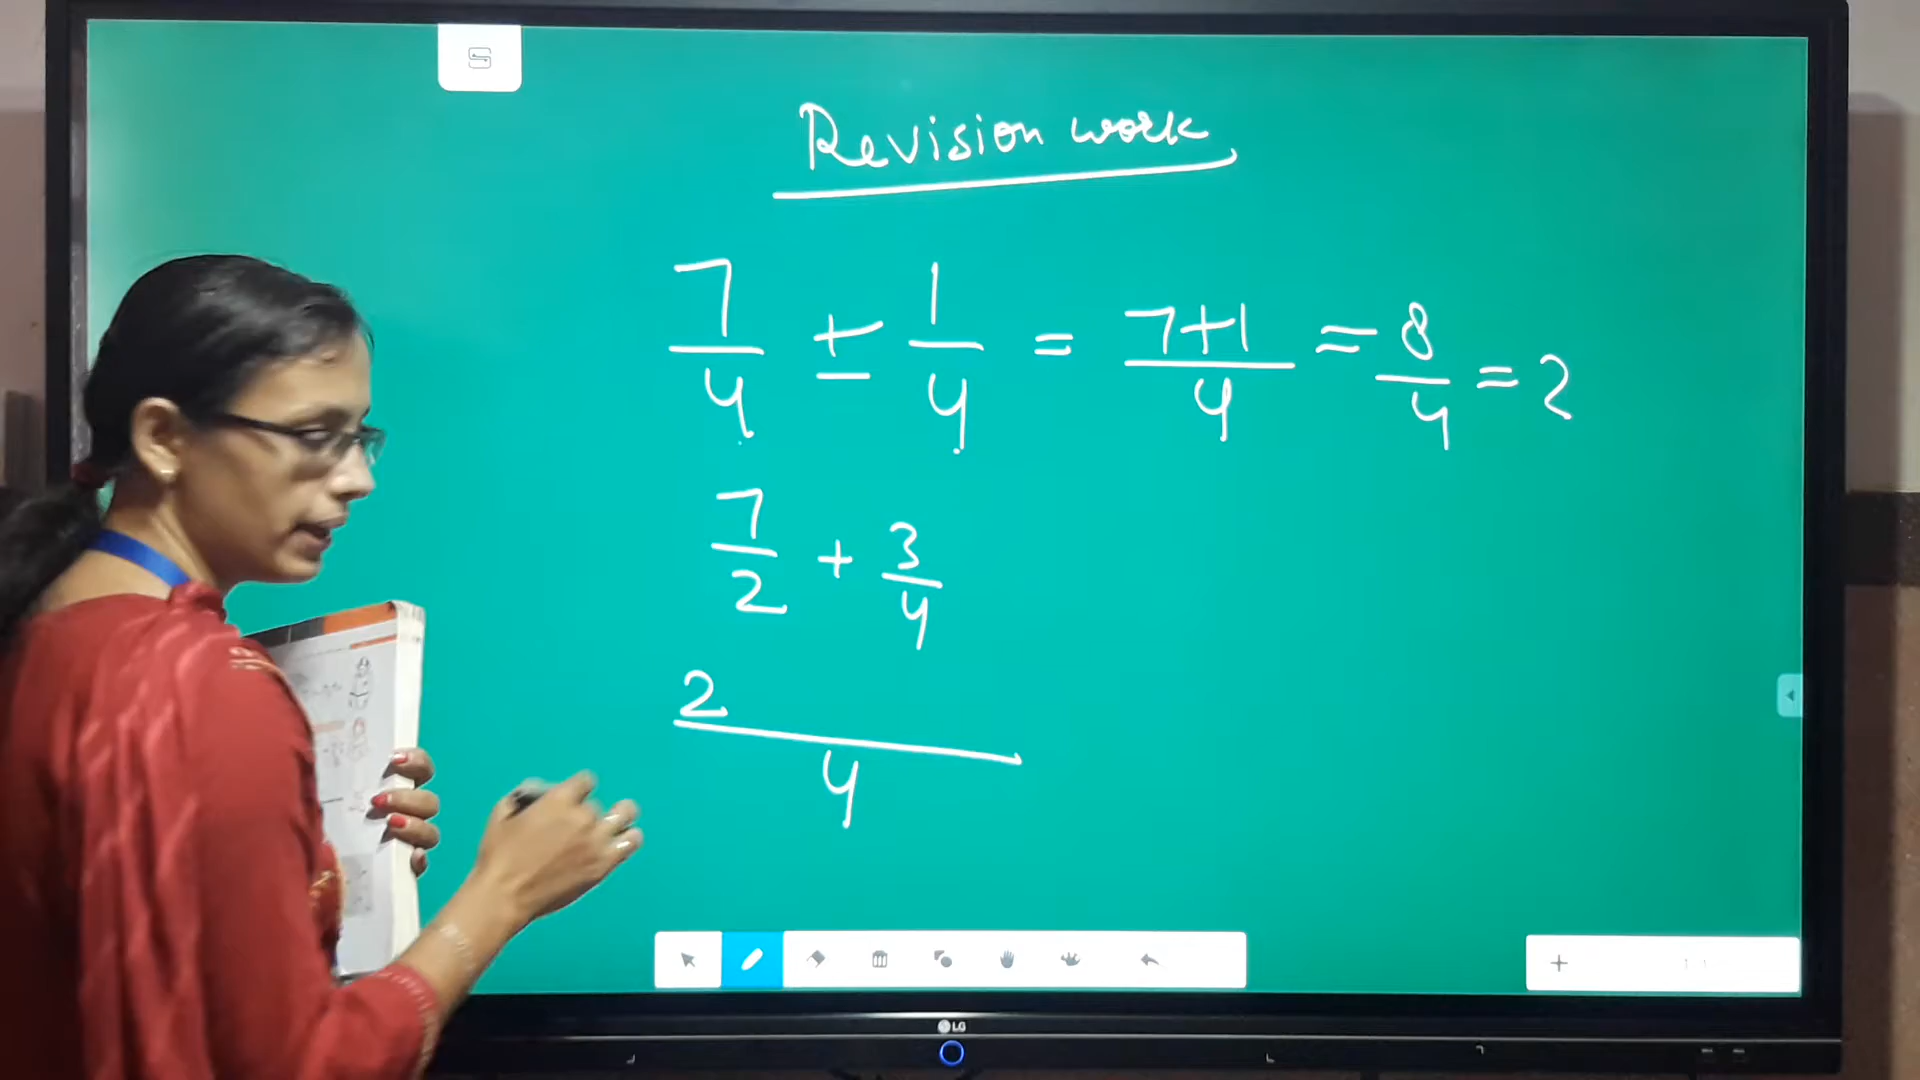 Revision work
7/4 + 1/4 = 7+1/4 = 8/4 = 2
7/2 + 3/4
2/4
LG